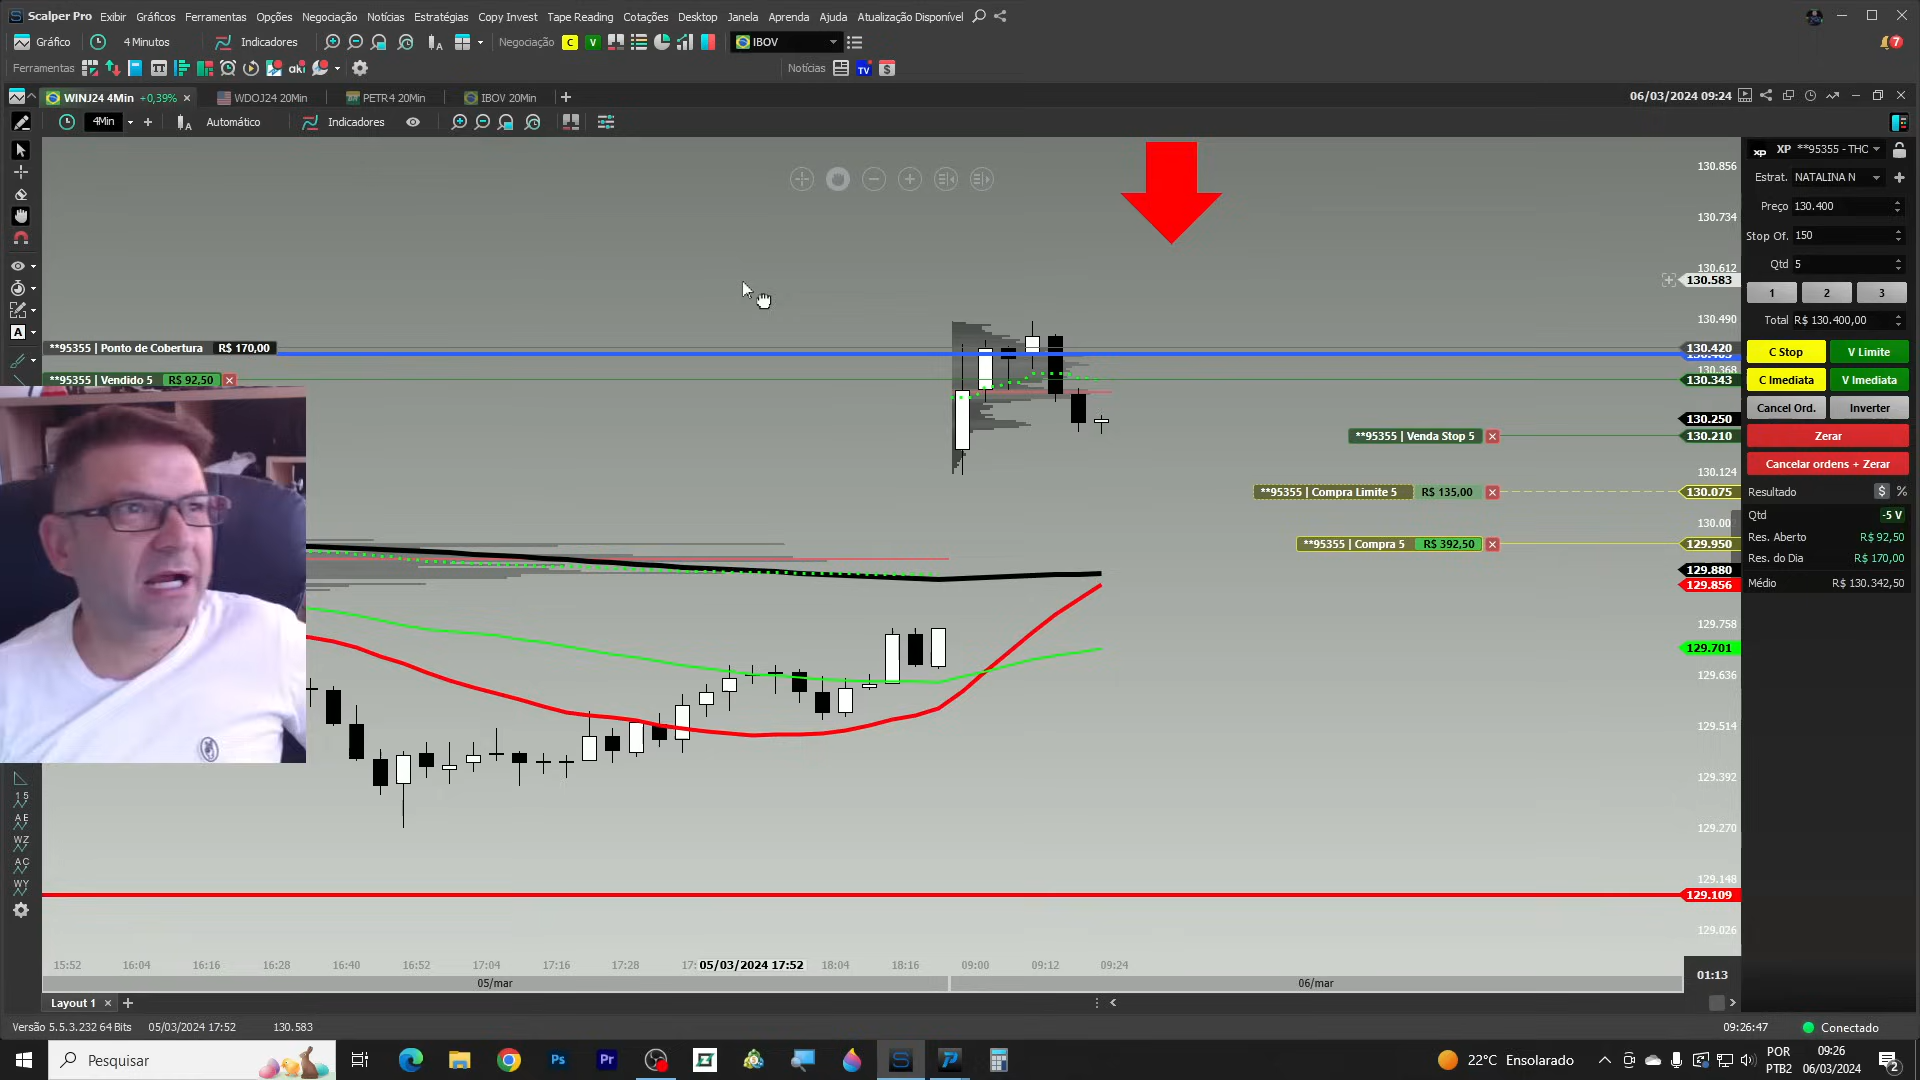 Scalper Pro Exibir Gráficos Ferramentas Opções Negociação Notícias Estratégias Copy Invest Tape Reading Cotações Desktop Janela Aprenda Ajuda Atualização Disponível
Gráfico 4 Minutos Indicadores Negociação C V IBOV 7
Ferramentas aki Notícias TV $
WINJ24 4Min +0,39% WDOJ24 20Min PETR4 20Min IBOV 20Min 06/03/2024 09:24
4Min Automático Indicadores
XP **95355 - THC
Estrat. NATALINA N
Preço 130.400
Stop Of. 150
Qtd 5
1 2 3
Total R$ 130.400,00
C Stop V Limite
C Imediata V Imediata
Cancel Ord. Inverter
Zerar
Cancelar ordens + Zerar
Resultado $ %
Qtd -5 V
Res. Aberto R$ 92,50
Res. do Dia R$ 170,00
Médio R$ 130.342,50
130.856
130.734
130.612
130.583
130.490
130.420
130.368
130.343
130.250
130.210
130.124
130.075
130.00
129.950
129.880
129.856
129.758
129.701
129.636
129.514
129.392
129.270
129.148
129.109
129.026
**95355 | Ponto de Cobertura R$ 170,00
**95355 | Vendido 5 R$ 92,50
**95355 | Venda Stop 5
**95355 | Compra Limite 5 R$ 135,00
**95355 | Compra 5 R$ 392,50
A
15
AE
WZ
AC
WY
15:52 16:04 16:16 16:28 16:40 16:52 17:04 17:16 17:28 17: 05/03/2024 17:52 18:04 18:16 09:00 09:12 09:24
05/mar 06/mar 01:13
Layout 1
Versão 5.5.3.232 64 Bits 05/03/2024 17:52 130.583 09:26:47 Conectado
Pesquisar Ps Pr 22°C Ensolarado POR 09:26
PTB2 06/03/2024 2